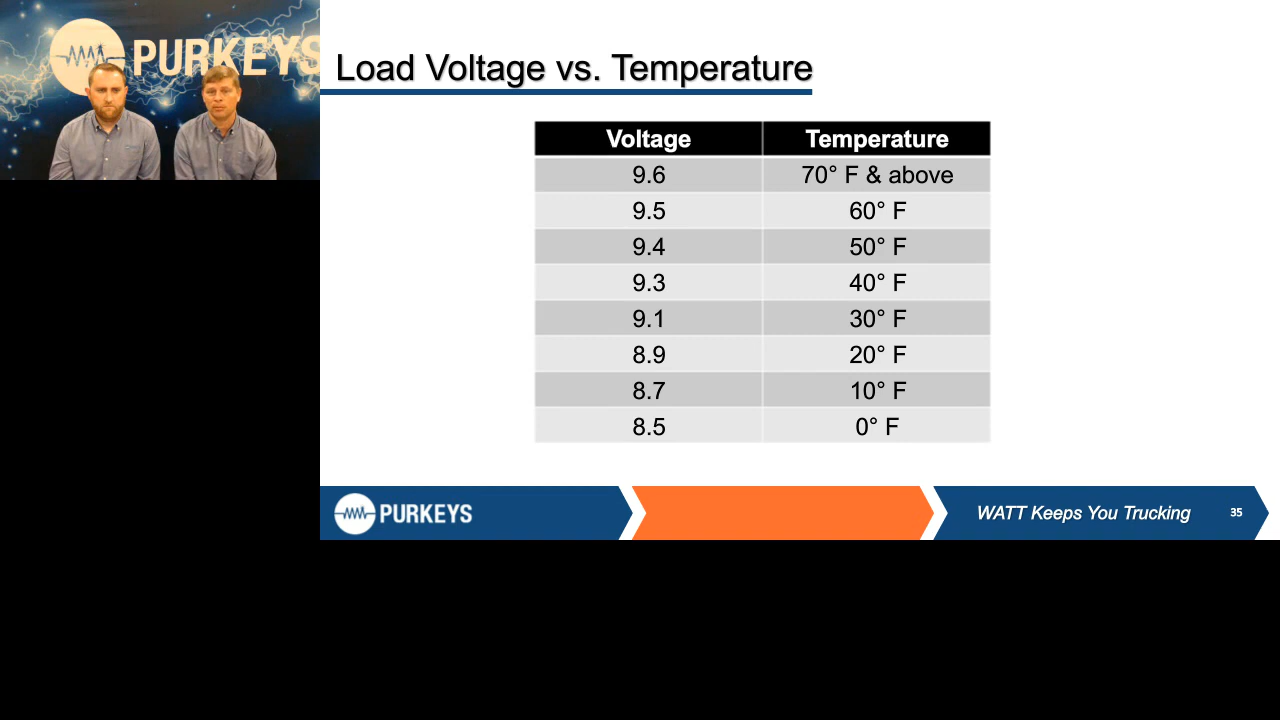 PURKEYS
Load Voltage vs. Temperature
Voltage Temperature
9.6 70° F & above
9.5 60° F
9.4 50° F
9.3 40° F
9.1 30° F
8.9 20° F
8.7 10° F
8.5 0° F
PURKEYS
WATT Keeps You Trucking 35